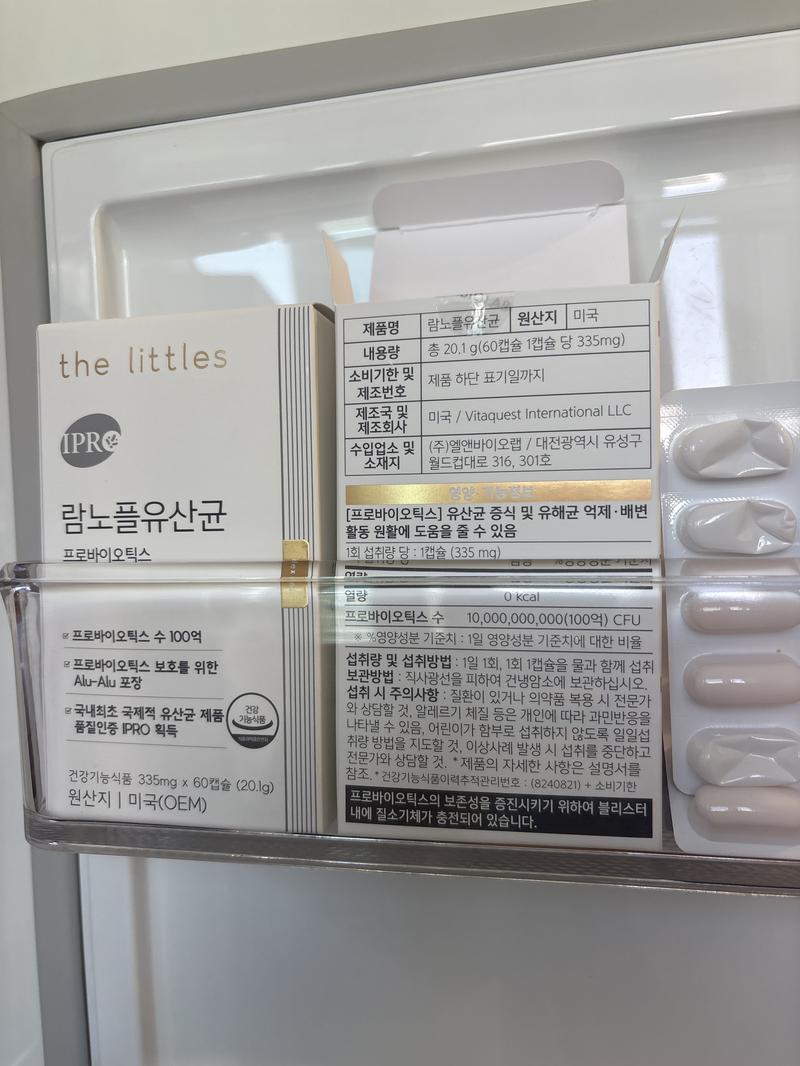 the littles
IPRO
람노플유산균
프로바이오틱스
프로바이오틱스 수 100억
프로바이오틱스 보호를 위한
Alu-Alu 포장
국내최초 국제적 유산균 제품
품질인증 IPRO 획득
건강
기능식품
건강기능식품 335mg x 60캡슐 (20.1g)
원산지 | 미국(OEM)
제품명 람노플유산균 원산지 미국
내용량 총 20.1 g(60캡슐 1캡슐 당 335mg)
소비기한 및
제조번호 제품 하단 표기일까지
제조국 및
제조회사 미국 / Vitaquest International LLC
수입업소 및
소재지 (주)엘앤바이오랩 / 대전광역시 유성구
월드컵대로 316, 301호
영양·기능정보
[프로바이오틱스] 유산균 증식 및 유해균 억제·배변
활동 원활에 도움을 줄 수 있음
1회 섭취량 당 : 1캡슐 (335 mg)
열량 0 kcal
프로바이오틱스 수 10,000,000,000(100억) CFU
※ %영양성분 기준치 : 1일 영양성분 기준치에 대한 비율
섭취량 및 섭취방법 : 1일 1회, 1회 1캡슐을 물과 함께 섭취
보관방법 : 직사광선을 피하여 건냉암소에 보관하십시오.
섭취 시 주의사항 : 질환이 있거나 의약품 복용 시 전문가
와 상담할 것, 알레르기 체질 등은 개인에 따라 과민반응을
나타낼 수 있음, 어린이가 함부로 섭취하지 않도록 일일섭
취량 방법을 지도할 것, 이상사례 발생 시 섭취를 중단하고
전문가와 상담할 것. *제품의 자세한 사항은 설명서를
참조. *건강기능식품이력추적관리번호 : (8240821) + 소비기한
프로바이오틱스의 보존성을 증진시키기 위하여 블리스터
내에 질소기체가 충전되어 있습니다.